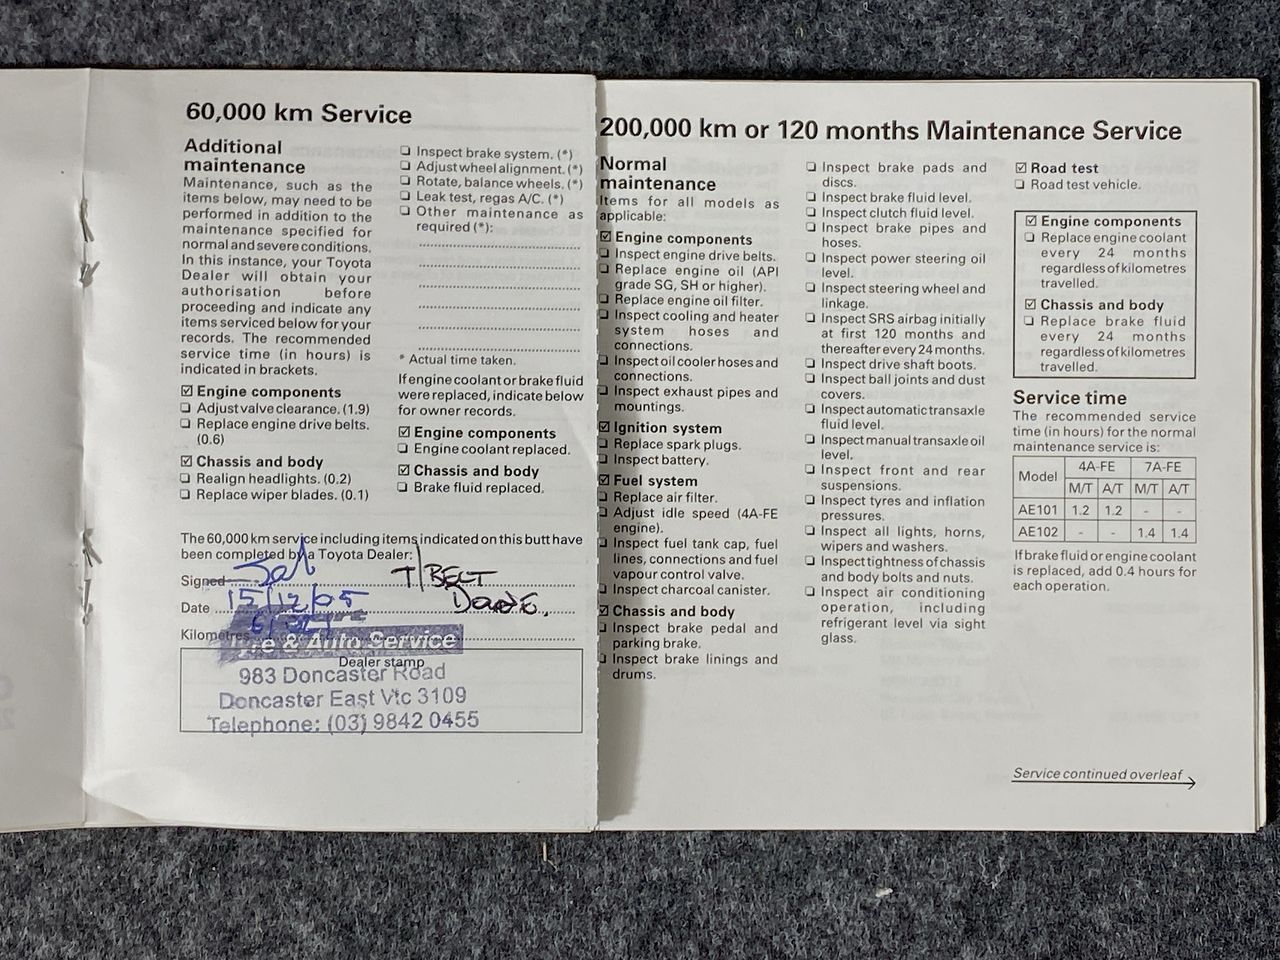 60,000 km Service
Additional
maintenance
Maintenance, such as the
items below, may need to be
performed in addition to the
maintenance specified for
normal and severe conditions.
In this instance, your Toyota
Dealer will obtain your
authorisation before
proceeding and indicate any
items serviced below for your
records. The recommended
service time (in hours) is
indicated in brackets.
☑ Engine components
❏ Adjust valve clearance. (1.9)
❏ Replace engine drive belts.
(0.6)
☑ Chassis and body
❏ Realign headlights. (0.2)
❏ Replace wiper blades. (0.1)
❏ Inspect brake system. (*)
❏ Adjust wheel alignment. (*)
❏ Rotate, balance wheels. (*)
❏ Leak test, regas A/C. (*)
❏ Other maintenance as
required (*):
* Actual time taken.
If engine coolant or brake fluid
were replaced, indicate below
for owner records.
☑ Engine components
❏ Engine coolant replaced.
☑ Chassis and body
❏ Brake fluid replaced.
The 60,000 km service including items indicated on this butt have
been completed by a Toyota Dealer:
Signed
T/BELT
Date 15/12/05
Kilometres
Tyre & Auto Service
Dealer stamp
983 Doncaster Road
Doncaster East Vic 3109
Telephone: (03) 9842 0455
200,000 km or 120 months Maintenance Service
Normal
maintenance
Items for all models as
applicable:
☑ Engine components
❏ Inspect engine drive belts.
❏ Replace engine oil (API
grade SG, SH or higher).
❏ Replace engine oil filter.
❏ Inspect cooling and heater
system hoses and
connections.
❏ Inspect oil cooler hoses and
connections.
❏ Inspect exhaust pipes and
mountings.
☑ Ignition system
❏ Replace spark plugs.
❏ Inspect battery.
☑ Fuel system
❏ Replace air filter.
❏ Adjust idle speed (4A-FE
engine).
❏ Inspect fuel tank cap, fuel
lines, connections and fuel
vapour control valve.
❏ Inspect charcoal canister.
☑ Chassis and body
❏ Inspect brake pedal and
parking brake.
❏ Inspect brake linings and
drums.
❏ Inspect brake pads and
discs.
❏ Inspect brake fluid level.
❏ Inspect clutch fluid level.
❏ Inspect brake pipes and
hoses.
❏ Inspect power steering oil
level.
❏ Inspect steering wheel and
linkage.
❏ Inspect SRS airbag initially
at first 120 months and
thereafter every 24 months.
❏ Inspect drive shaft boots.
❏ Inspect ball joints and dust
covers.
❏ Inspect automatic transaxle
fluid level.
❏ Inspect manual transaxle oil
level.
❏ Inspect front and rear
suspensions.
❏ Inspect tyres and inflation
pressures.
❏ Inspect all lights, horns,
wipers and washers.
❏ Inspect tightness of chassis
and body bolts and nuts.
❏ Inspect air conditioning
operation, including
refrigerant level via sight
glass.
☑ Road test
❏ Road test vehicle.
☑ Engine components
❏ Replace engine coolant
every 24 months
regardless of kilometres
travelled.
☑ Chassis and body
❏ Replace brake fluid
every 24 months
regardless of kilometres
travelled.
Service time
The recommended service
time (in hours) for the normal
maintenance service is:
Model 4A-FE 7A-FE
M/T A/T M/T A/T
AE101 1.2 1.2 - -
AE102 - - 1.4 1.4
If brake fluid or engine coolant
is replaced, add 0.4 hours for
each operation.
Service continued overleaf